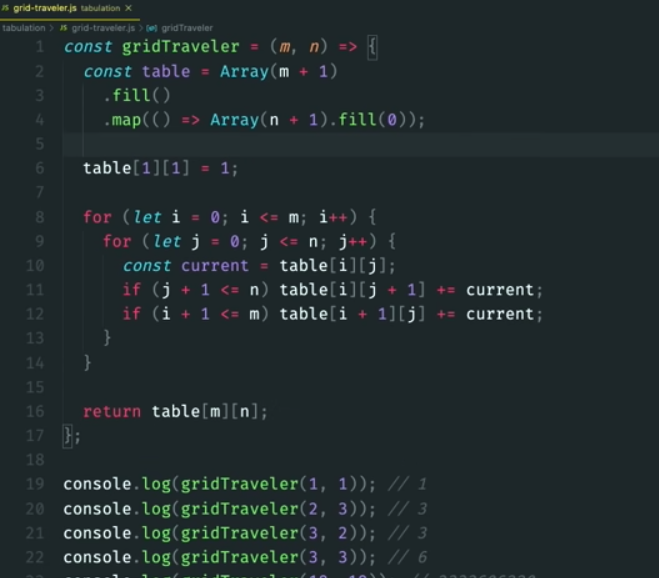 JS grid-traveler.js tabulation ×
tabulation > JS grid-traveler.js > gridTraveler
1 const gridTraveler = (m, n) => {
2 const table = Array(m + 1)
3 .fill()
4 .map(() => Array(n + 1).fill(0));
5
6 table[1][1] = 1;
7
8 for (let i = 0; i <= m; i++) {
9 for (let j = 0; j <= n; j++) {
10 const current = table[i][j];
11 if (j + 1 <= n) table[i][j + 1] += current;
12 if (i + 1 <= m) table[i + 1][j] += current;
13 }
14 }
15
16 return table[m][n];
17 };
18
19 console.log(gridTraveler(1, 1)); // 1
20 console.log(gridTraveler(2, 3)); // 3
21 console.log(gridTraveler(3, 2)); // 3
22 console.log(gridTraveler(3, 3)); // 6